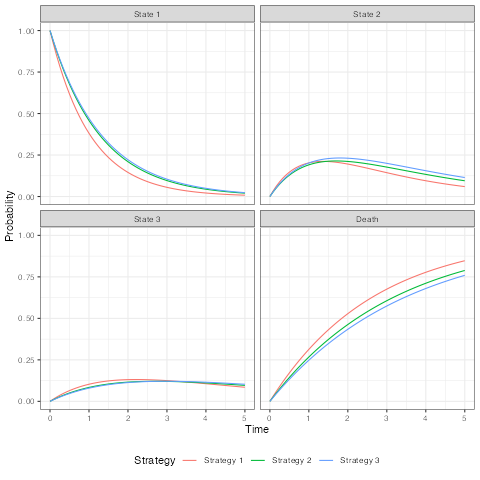 State 1 State 2
1.00
0.75
0.50
0.25
0.00
State 3 Death
1.00
0.75
0.50
0.25
0.00
0 1 2 3 4 5 0 1 2 3 4 5
Probability
Time
Strategy Strategy 1 Strategy 2 Strategy 3